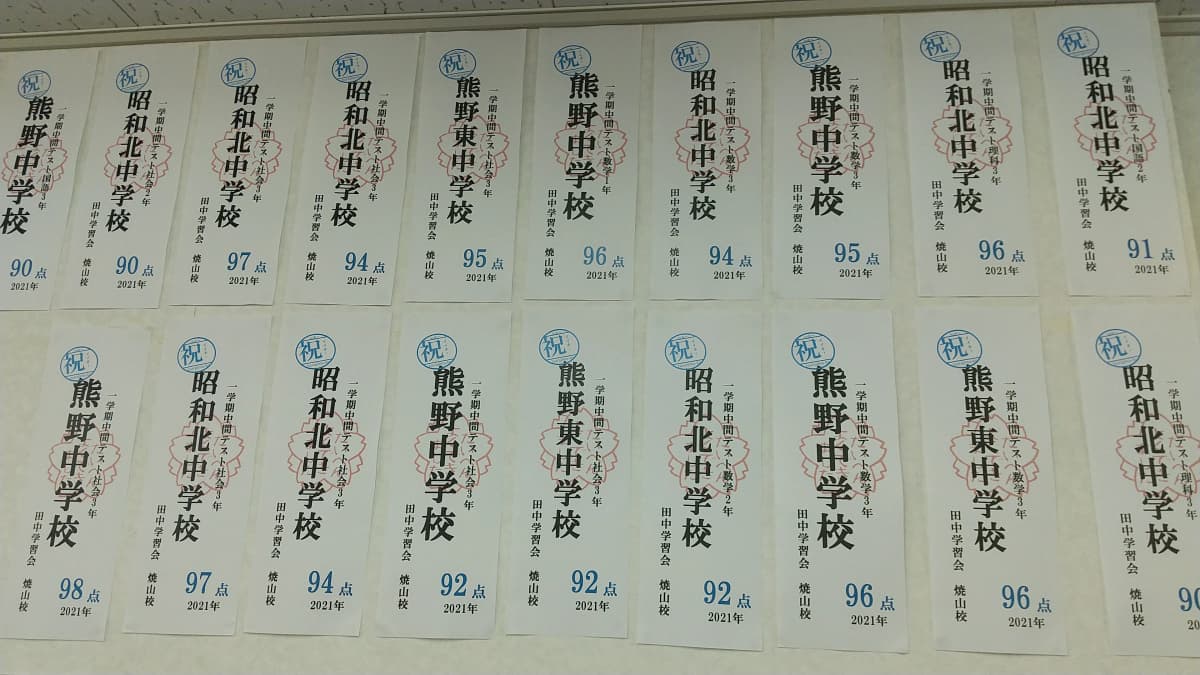 祝
一学期中間テスト国語3年
熊野中学校
90点
2021年
祝
一学期中間テスト国語3年
昭和北中学校
田中学習会 焼山校
90点
2021年
祝
一学期中間テスト社会3年
昭和北中学校
田中学習会 焼山校
97点
2021年
祝
一学期中間テスト社会3年
昭和北中学校
田中学習会 焼山校
94点
2021年
祝
一学期中間テスト社会3年
熊野東中学校
田中学習会 焼山校
95点
2021年
祝
一学期中間テスト数学1年
熊野中学校
田中学習会 焼山校
96点
2021年
祝
一学期中間テスト数学3年
昭和北中学校
田中学習会 焼山校
94点
2021年
祝
一学期中間テスト数学3年
熊野中学校
田中学習会 焼山校
95点
2021年
祝
一学期中間テスト理科3年
昭和北中学校
田中学習会 焼山校
96点
2021年
祝
一学期中間テスト国語2年
昭和北中学校
田中学習会 焼山校
91点
2021年
祝
一学期中間テスト社会3年
熊野中学校
田中学習会 焼山校
98点
2021年
祝
一学期中間テスト社会3年
昭和北中学校
田中学習会 焼山校
97点
2021年
祝
一学期中間テスト社会3年
昭和北中学校
田中学習会 焼山校
94点
2021年
祝
一学期中間テスト社会3年
熊野中学校
田中学習会 焼山校
92点
2021年
祝
一学期中間テスト社会3年
熊野東中学校
田中学習会 焼山校
92点
2021年
祝
一学期中間テスト数学2年
昭和北中学校
田中学習会 焼山校
92点
2021年
祝
一学期中間テスト数学3年
熊野中学校
田中学習会 焼山校
96点
2021年
祝
一学期中間テスト数学3年
熊野東中学校
田中学習会 焼山校
96点
2021年
祝
一学期中間テスト理科3年
昭和北中学校
田中学習会 焼山校
90
20